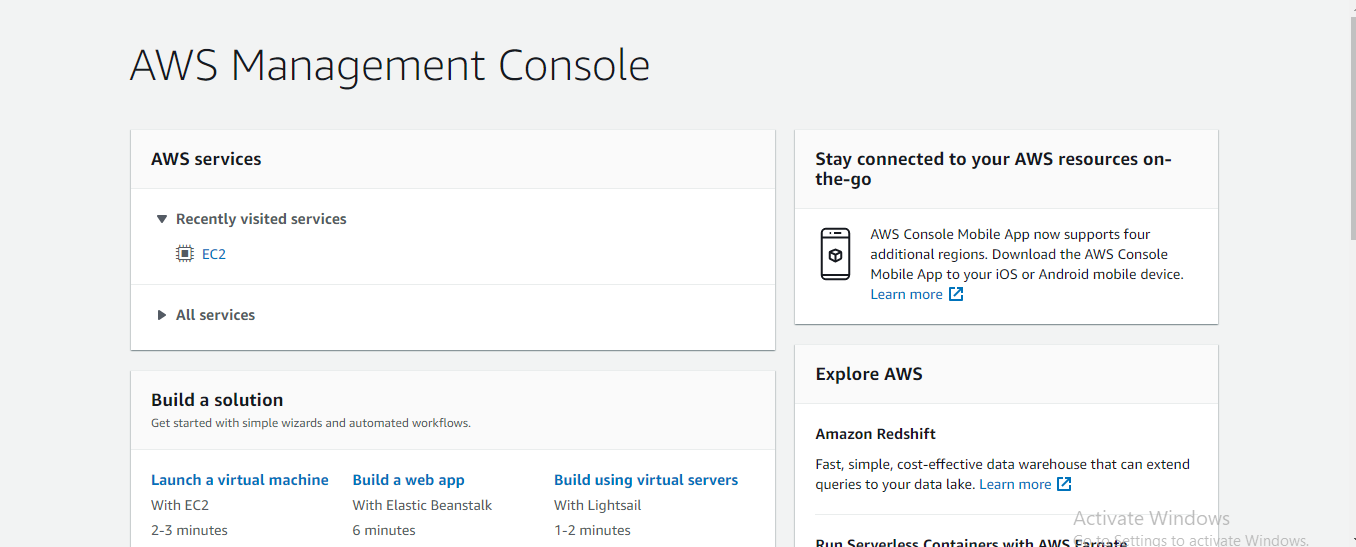 AWS Management Console
AWS services
Recently visited services
EC2
All services
Build a solution
Get started with simple wizards and automated workflows.
Launch a virtual machine
With EC2
2-3 minutes
Build a web app
With Elastic Beanstalk
6 minutes
Build using virtual servers
With Lightsail
1-2 minutes
Stay connected to your AWS resources on-
the-go
AWS Console Mobile App now supports four
additional regions. Download the AWS Console
Mobile App to your iOS or Android mobile device.
Learn more
Explore AWS
Amazon Redshift
Fast, simple, cost-effective data warehouse that can extend
queries to your data lake. Learn more
Run Serverless Containers with AWS Fargate
Activate Windows
Go to Settings to activate Windows.